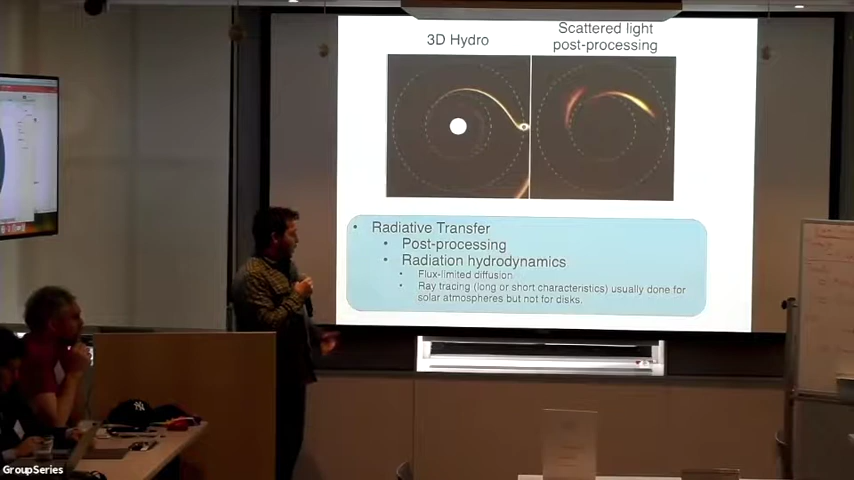 3D Hydro
Scattered light
post-processing
• Radiative Transfer
• Post-processing
• Radiation hydrodynamics
• Flux-limited diffusion.
• Ray tracing (long or short characteristics) usually done for
solar atmospheres but not for disks.
GroupSeries